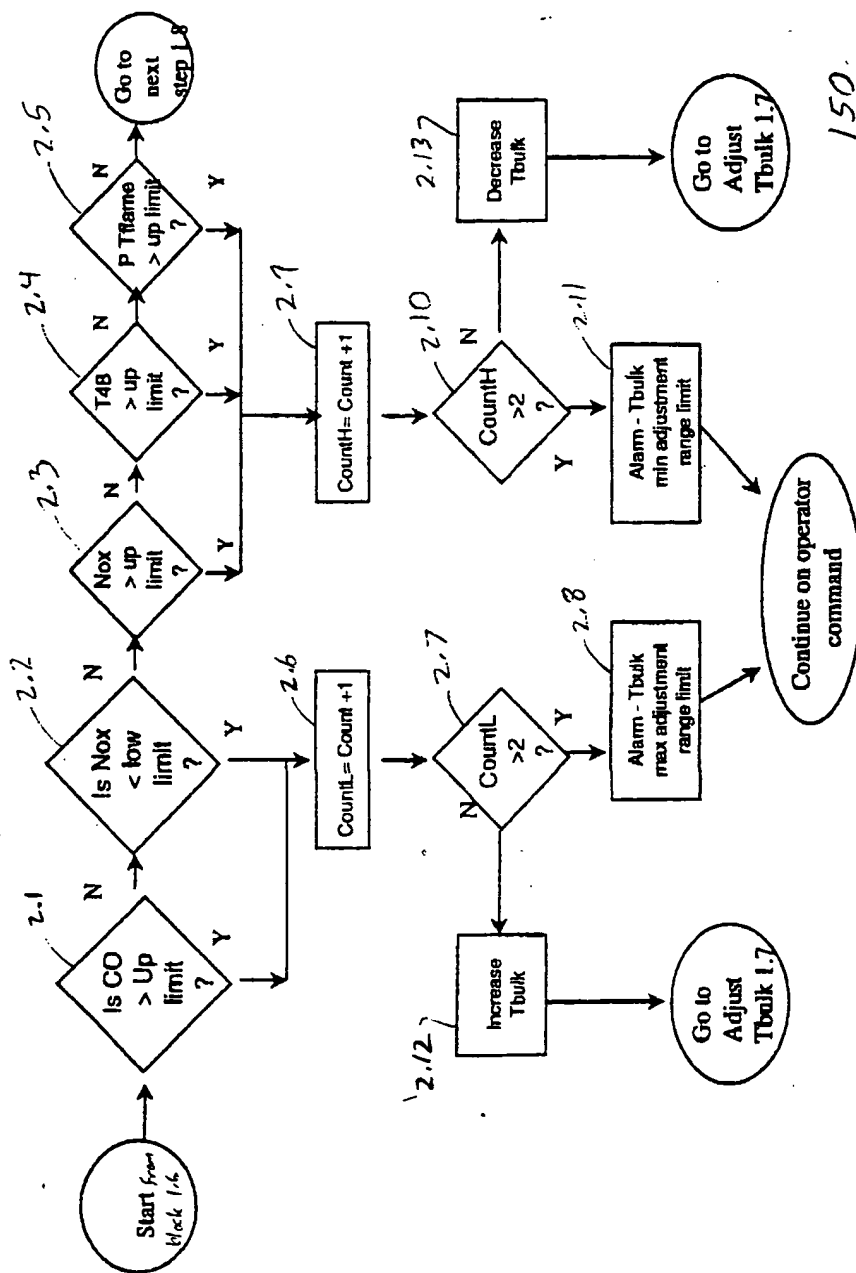 Start from
block 1.6
2.1
Is CO
> Up
limit
?
N
Y
2.2
Is Nox
< low
limit
?
N
Y
2.3
Nox
> up
limit
?
N
Y
2.4
T4B
> up
limit
?
N
Y
2.5
P Tflame
> up limit
?
N
Y
Go to
next
step 1.8
2.6
CountL= Count +1
2.7
CountH= Count +1
2.7
CountL
>2
?
N
Y
2.10
CountH
>2
?
N
Y
2.12
Increase
Tbulk
2.8
Alarm - Tbulk
max adjustment
range limit
2.11
Alarm - Tbulk
min adjustment
range limit
2.13
Decrease
Tbulk
Go to
Adjust
Tbulk 1.7
Continue on operator
command
Go to
Adjust
Tbulk 1.7
150.